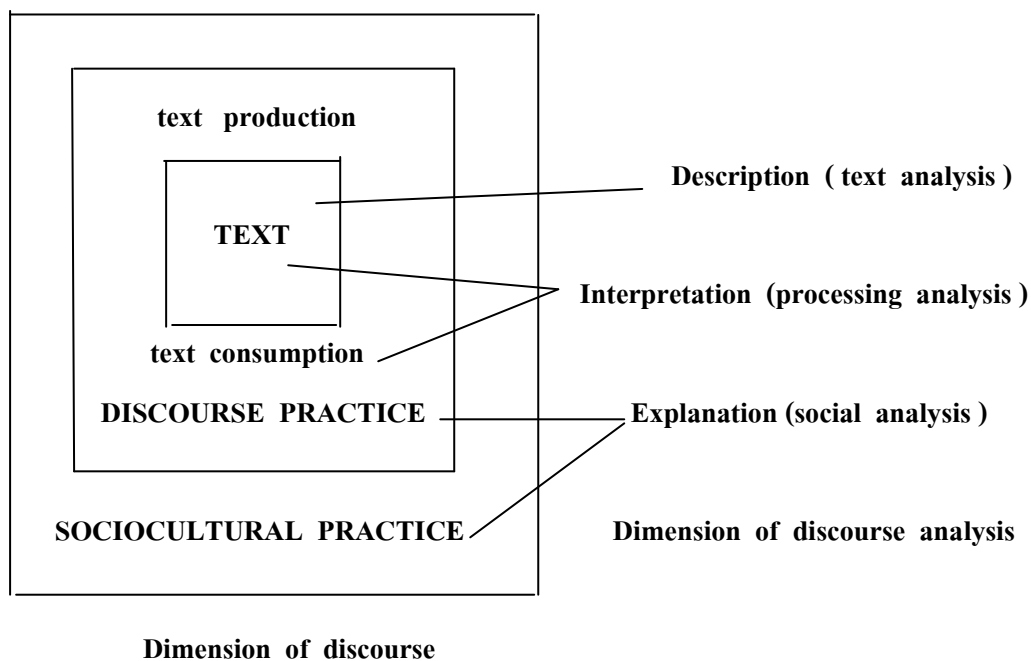 text production
Description ( text analysis )
TEXT
Interpretation (processing analysis )
text consumption
DISCOURSE PRACTICE
Explanation (social analysis )
SOCIOCULTURAL PRACTICE
Dimension of discourse analysis
Dimension of discourse